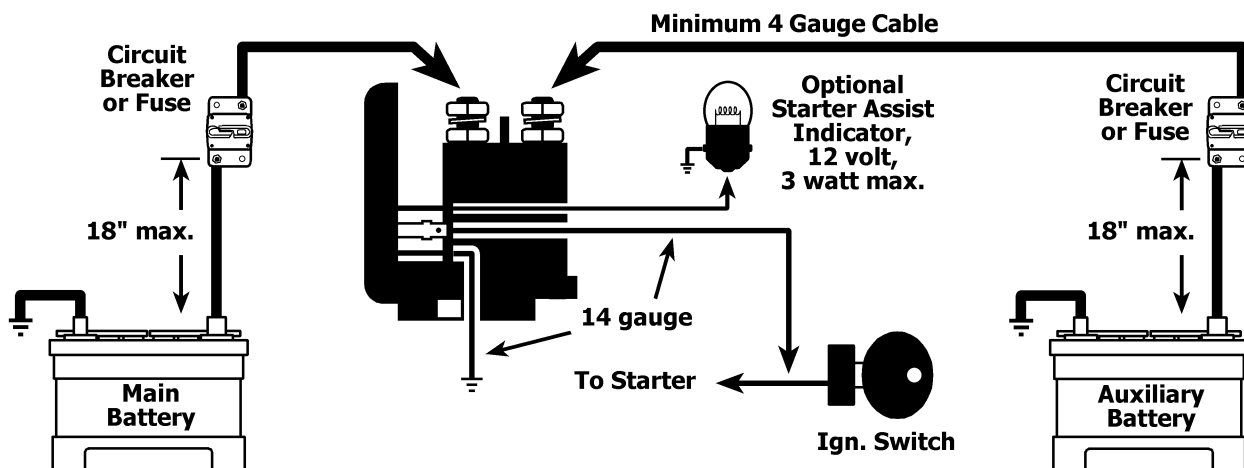 Minimum 4 Gauge Cable
Circuit
Breaker
or Fuse
Optional
Starter Assist
Indicator,
12 volt,
3 watt max.
Circuit
Breaker
or Fuse
18" max.
18" max.
14 gauge
To Starter
Ign. Switch
Main
Battery
Auxiliary
Battery